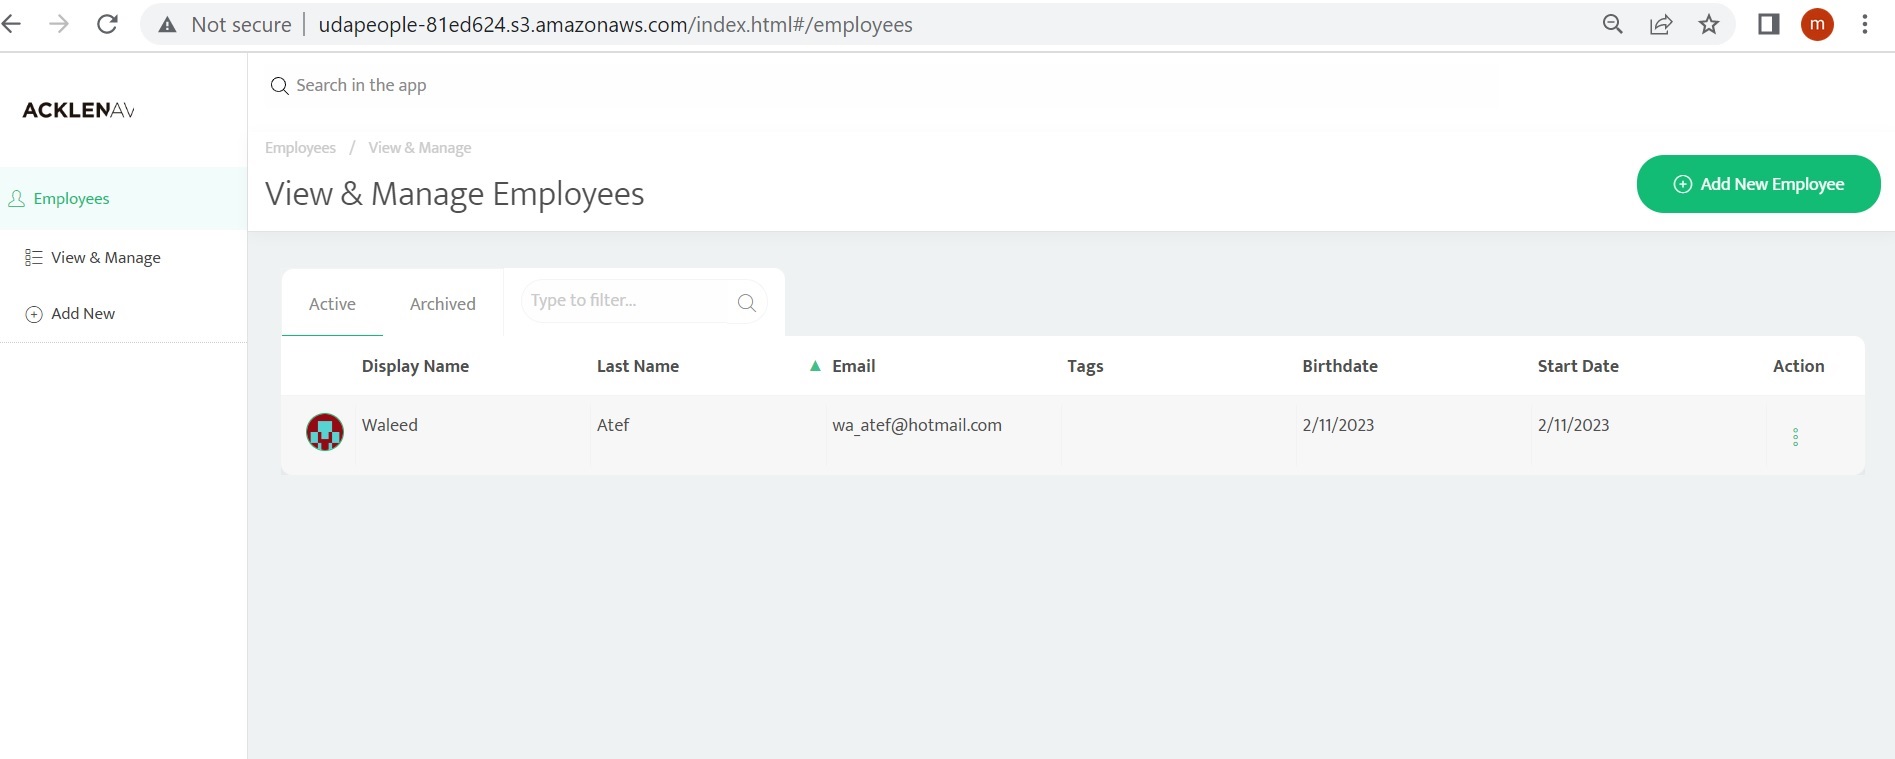 Not secure udapeople-81ed624.s3.amazonaws.com/index.html#/employees m
Search in the app
ACKLENAV
Employees / View & Manage
View & Manage Employees
Add New Employee
Employees
View & Manage
Add New
Active Archived Type to filter...
Display Name Last Name ▲ Email Tags Birthdate Start Date Action
Waleed Atef wa_atef@hotmail.com 2/11/2023 2/11/2023